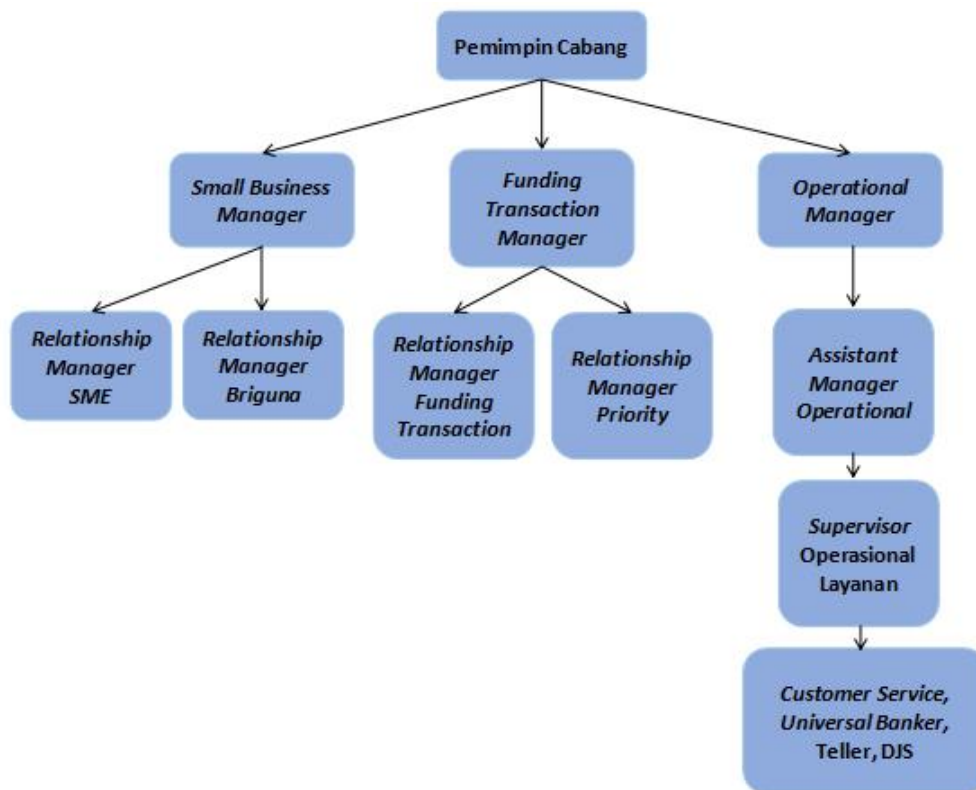 Pemimpin Cabang
Small Business
Manager
Funding
Transaction
Manager
Operational
Manager
Relationship
Manager
SME
Relationship
Manager
Briguna
Relationship
Manager
Funding
Transaction
Relationship
Manager
Priority
Assistant
Manager
Operational
Supervisor
Operasional
Layanan
Customer Service,
Universal Banker,
Teller, DJS